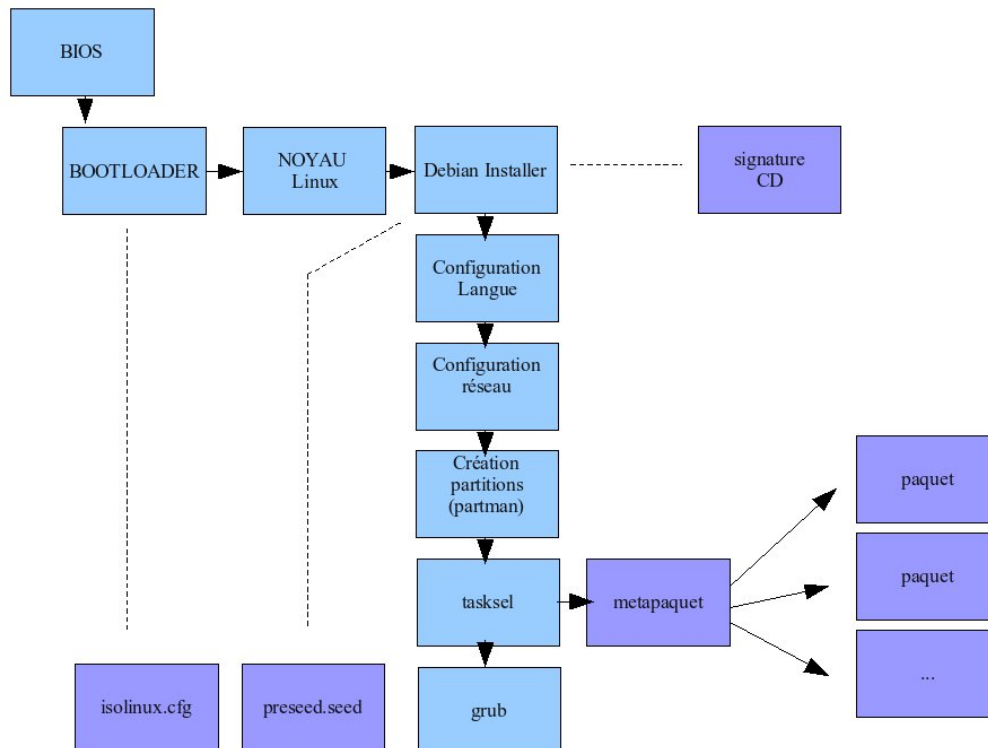 BIOS
BOOTLOADER
NOYAU
Linux
Debian Installer
signature
CD
Configuration
Langue
Configuration
réseau
Création
partitions
(partman)
paquet
paquet
tasksel
metapaquet
...
isolinux.cfg
preseed.seed
grub